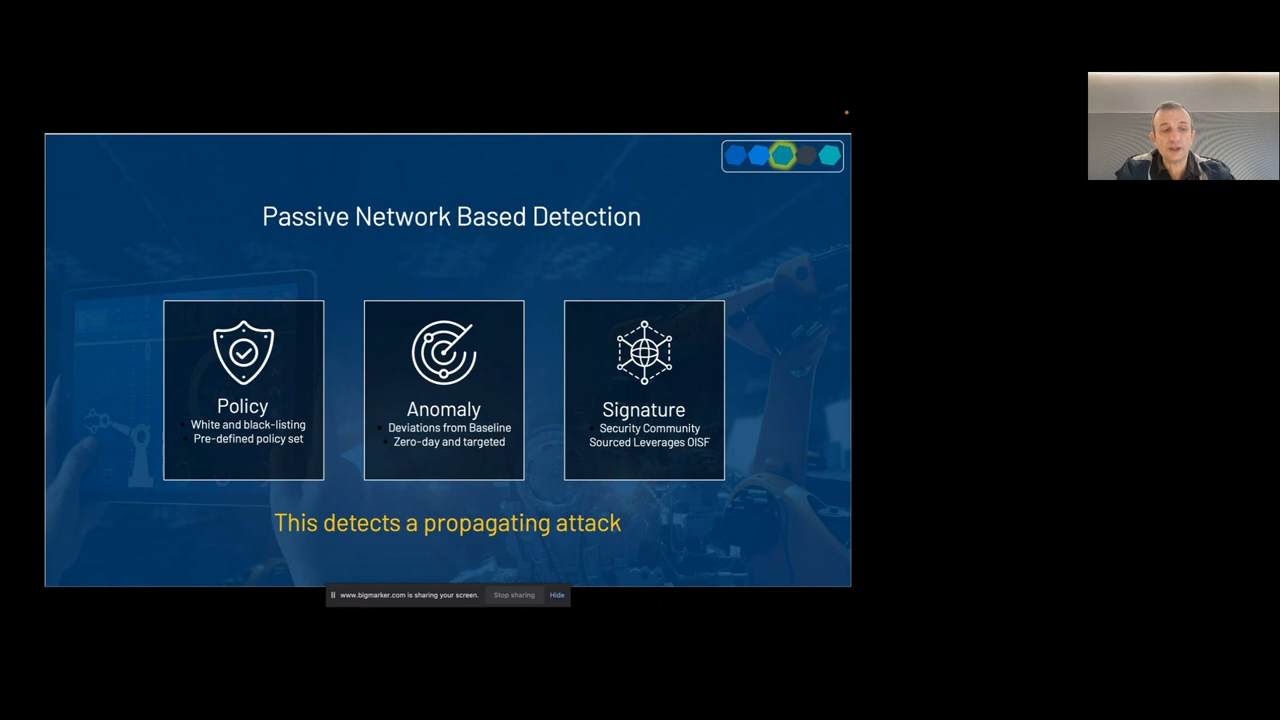 Passive Network Based Detection
Policy
White and black-listing
Pre-defined policy set
Anomaly
Deviations from Baseline
Zero-day and targeted
Signature
Security Community
Sourced Leverages OISF
This detects a propagating attack
www.bigmarker.com is sharing your screen.
Stop sharing
Hide